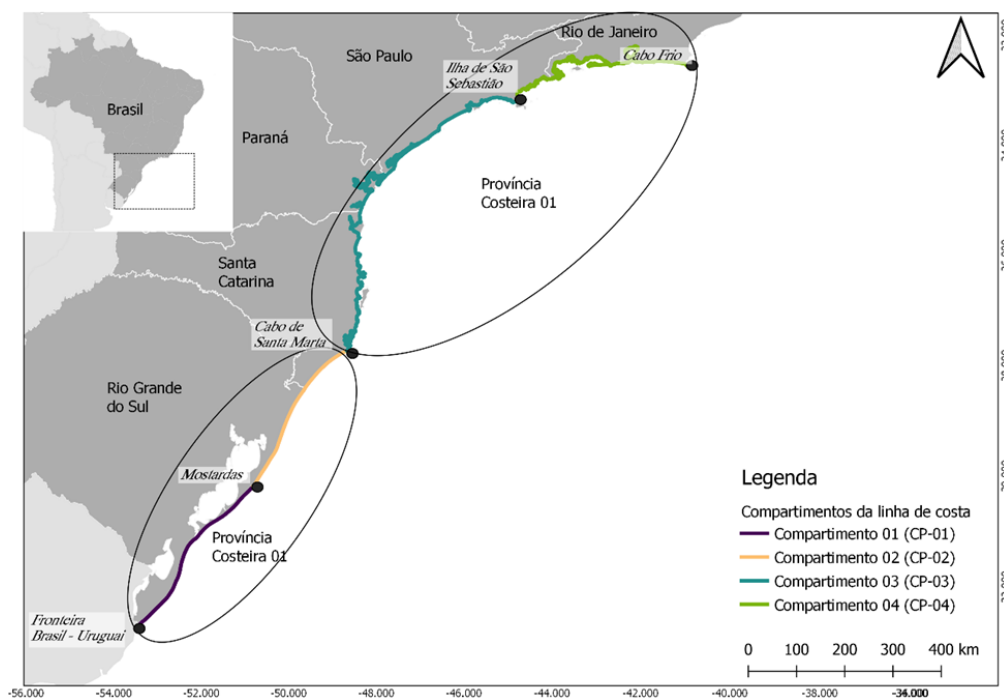 Brasil
São Paulo
Rio de Janeiro
Cabo Frio
Ilha de São
Sebastião
Paraná
Província
Costeira 01
Santa
Catarina
Cabo de
Santa Marta
Rio Grande
do Sul
Mostardas
Província
Costeira 01
Fronteira
Brasil - Uruguai
Legenda
Compartimentos da linha de costa
Compartimento 01 (CP-01)
Compartimento 02 (CP-02)
Compartimento 03 (CP-03)
Compartimento 04 (CP-04)
0 100 200 300 400 km
-56.000 -54.000 -52.000 -50.000 -48.000 -46.000 -44.000 -42.000 -40.000 -38.000 -36.000